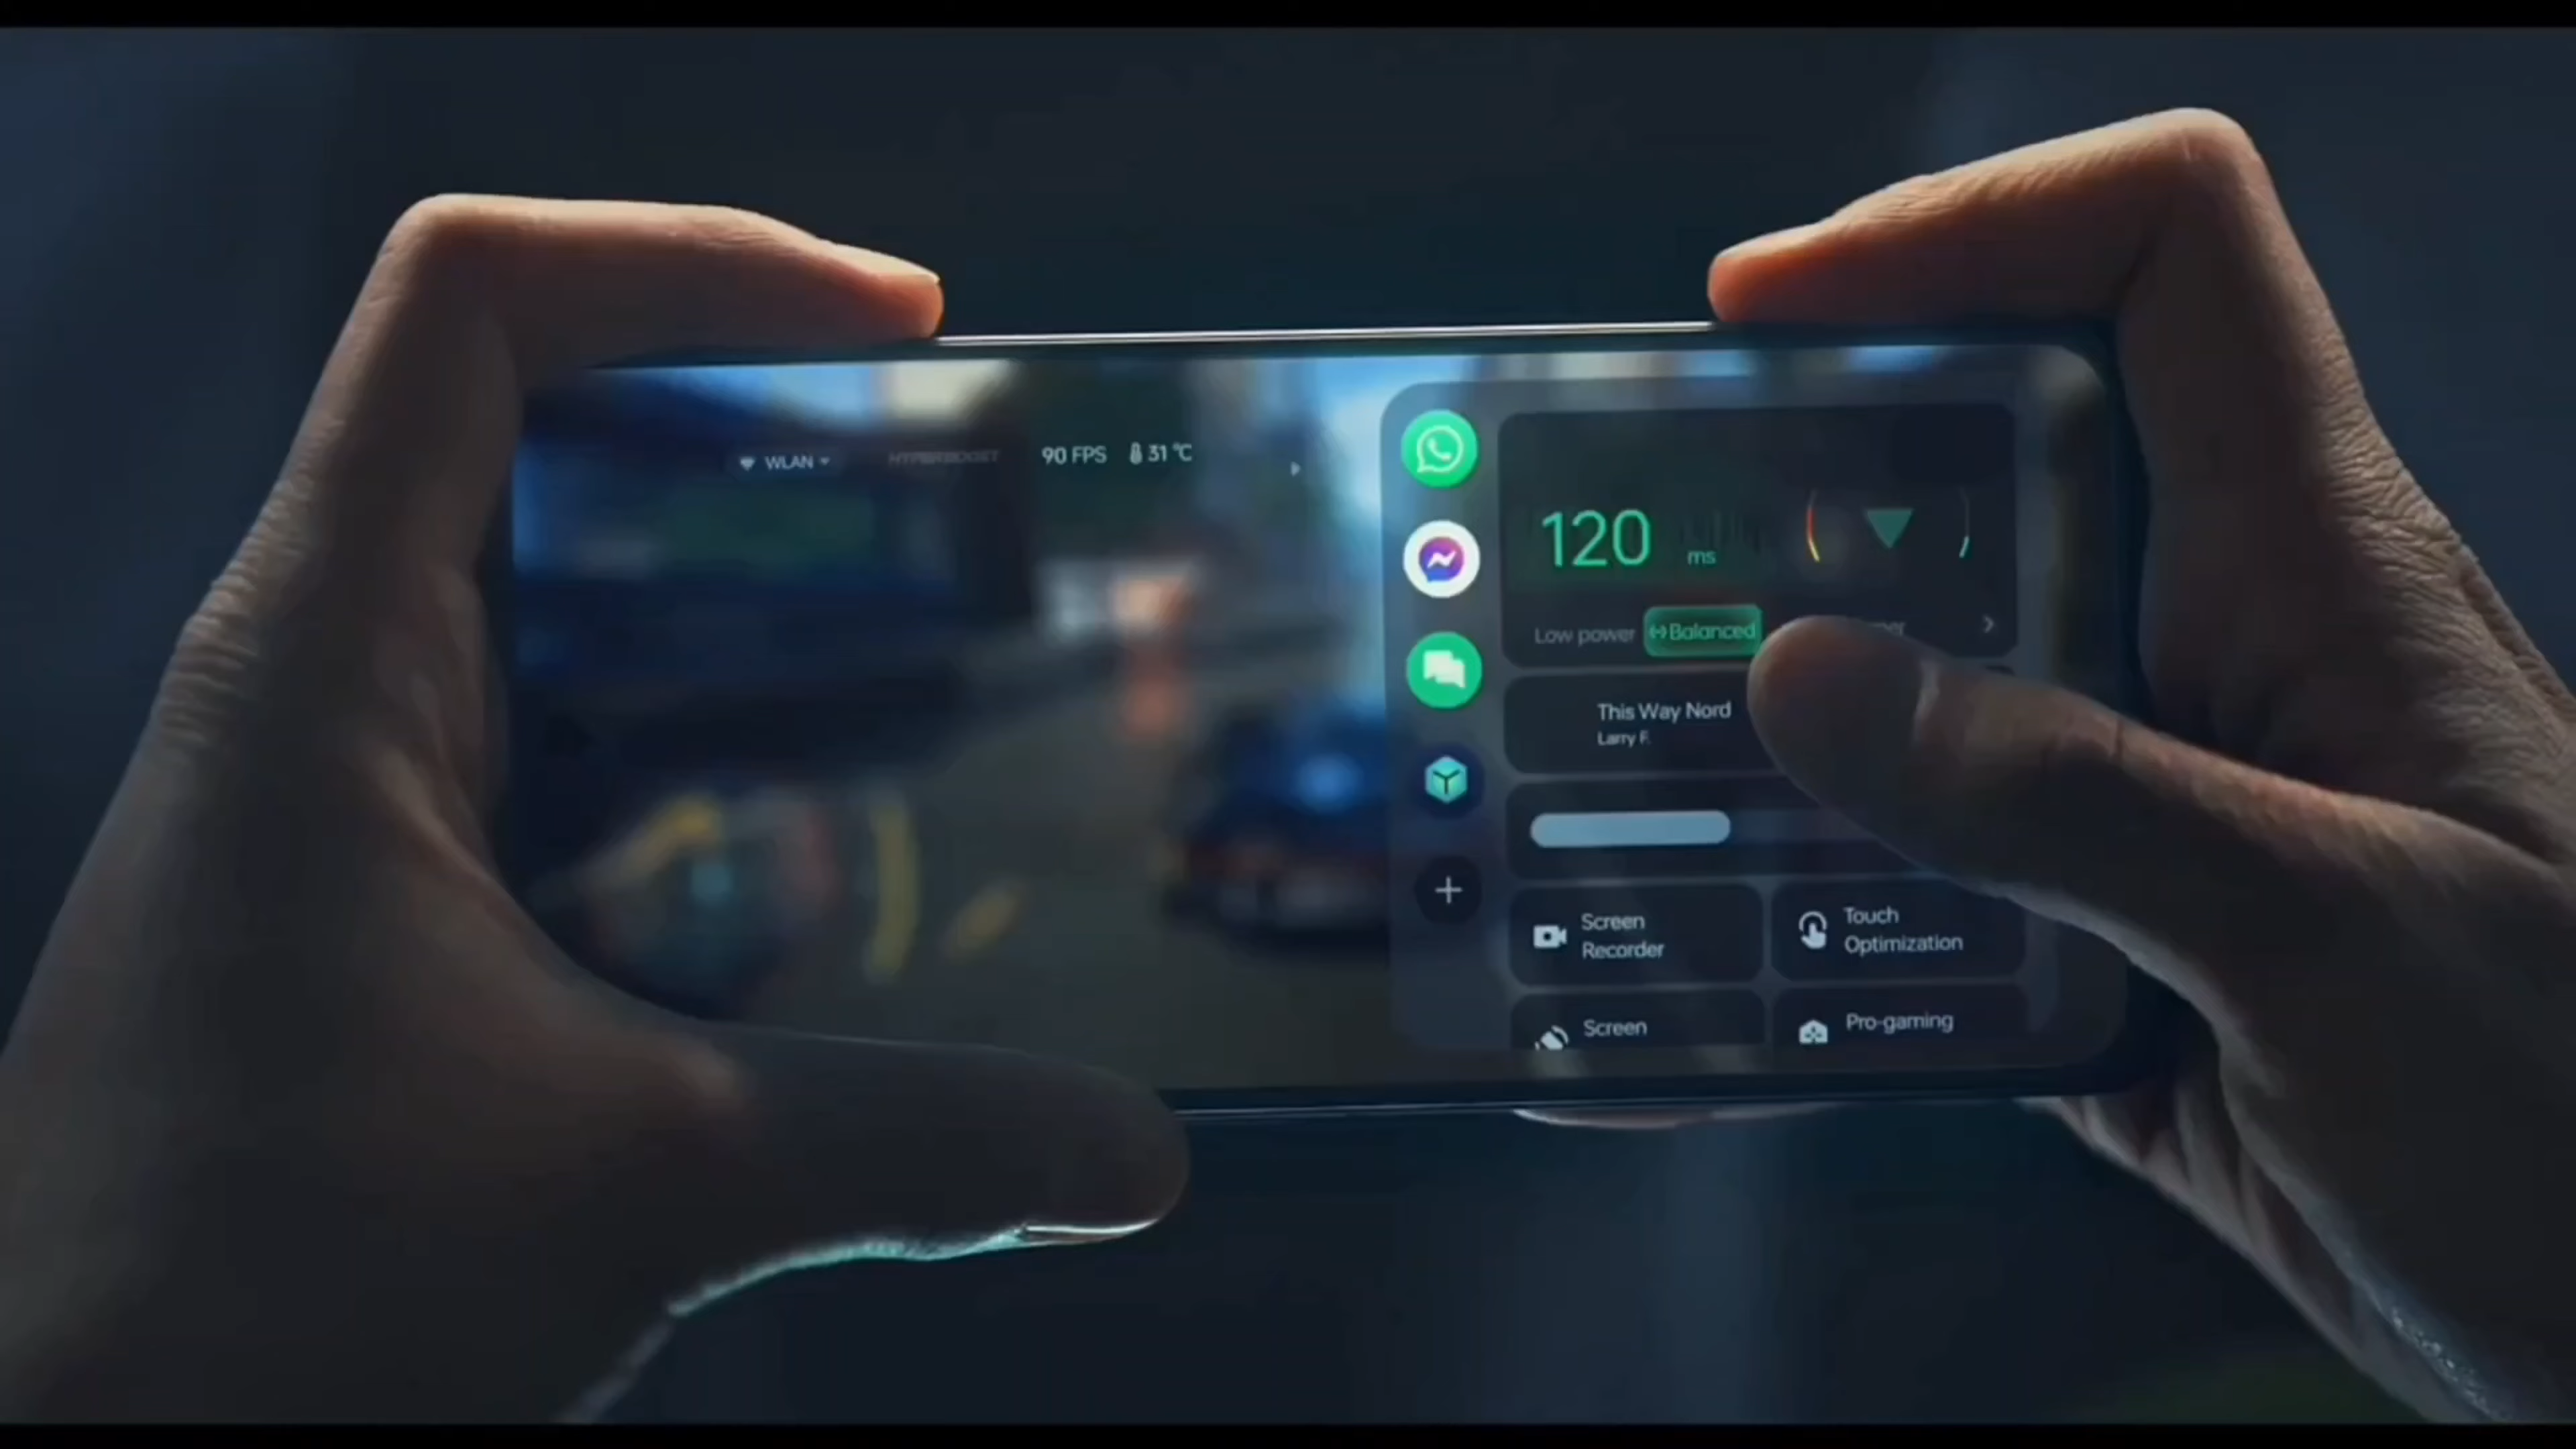 WLAN
HYPERBOOST
90 FPS
31 °C
120 ms
Low power
Balanced
This Way Nord
Larry F.
Screen
Recorder
Touch
Optimization
Screen
Pro-gaming